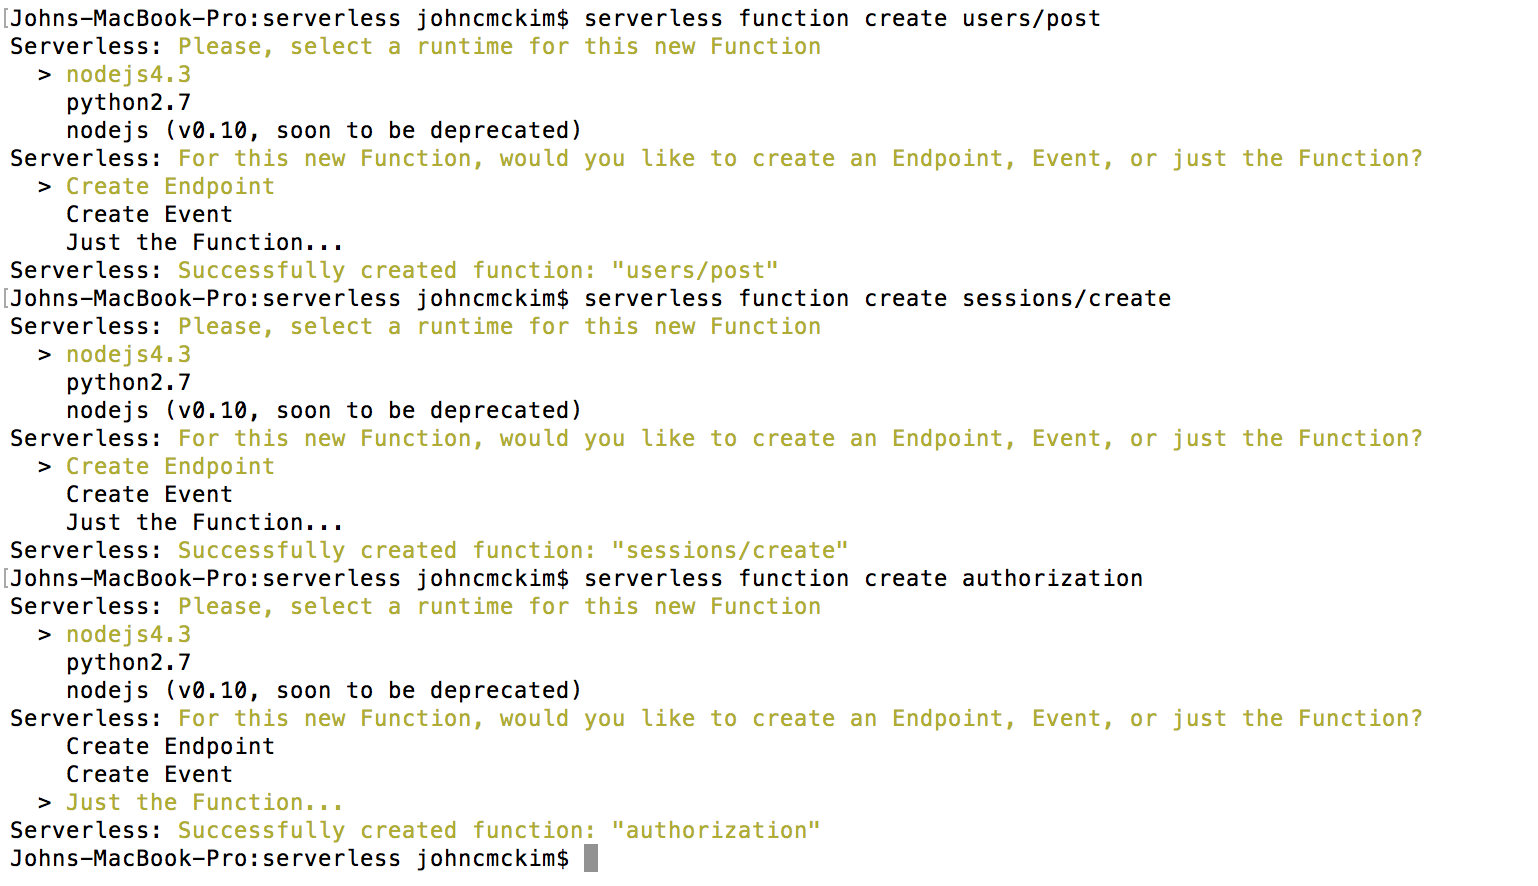 [Johns-MacBook-Pro:serverless johncmckim$ serverless function create users/post
Serverless: Please, select a runtime for this new Function
  > nodejs4.3
    python2.7
    nodejs (v0.10, soon to be deprecated)
Serverless: For this new Function, would you like to create an Endpoint, Event, or just the Function?
  > Create Endpoint
    Create Event
    Just the Function...
Serverless: Successfully created function: "users/post"
[Johns-MacBook-Pro:serverless johncmckim$ serverless function create sessions/create
Serverless: Please, select a runtime for this new Function
  > nodejs4.3
    python2.7
    nodejs (v0.10, soon to be deprecated)
Serverless: For this new Function, would you like to create an Endpoint, Event, or just the Function?
  > Create Endpoint
    Create Event
    Just the Function...
Serverless: Successfully created function: "sessions/create"
[Johns-MacBook-Pro:serverless johncmckim$ serverless function create authorization
Serverless: Please, select a runtime for this new Function
  > nodejs4.3
    python2.7
    nodejs (v0.10, soon to be deprecated)
Serverless: For this new Function, would you like to create an Endpoint, Event, or just the Function?
    Create Endpoint
    Create Event
  > Just the Function...
Serverless: Successfully created function: "authorization"
Johns-MacBook-Pro:serverless johncmckim$